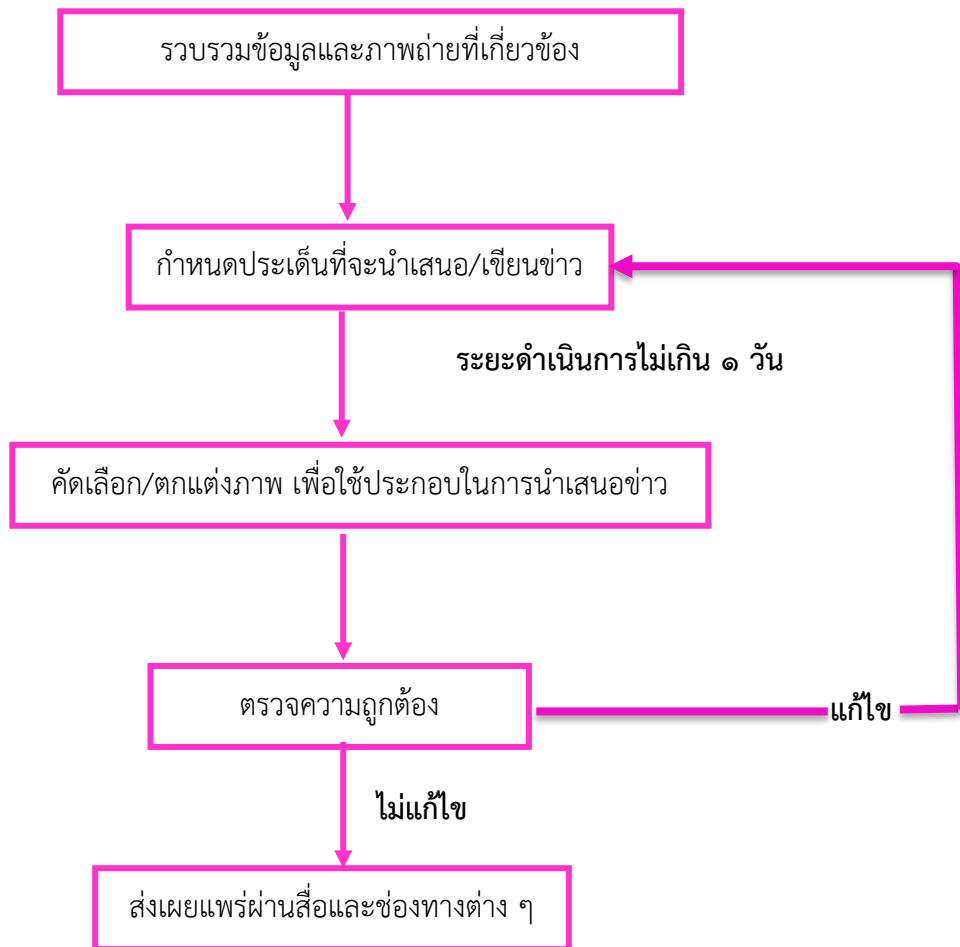 รวบรวมข้อมูลและภาพถ่ายที่เกี่ยวข้อง
กำหนดประเด็นที่จะนำเสนอ/เขียนข่าว
ระยะดำเนินการไม่เกิน ๑ วัน
คัดเลือก/ตกแต่งภาพ เพื่อใช้ประกอบในการนำเสนอข่าว
ตรวจความถูกต้อง
แก้ไข
ไม่แก้ไข
ส่งเผยแพร่ผ่านสื่อและช่องทางต่าง ๆ